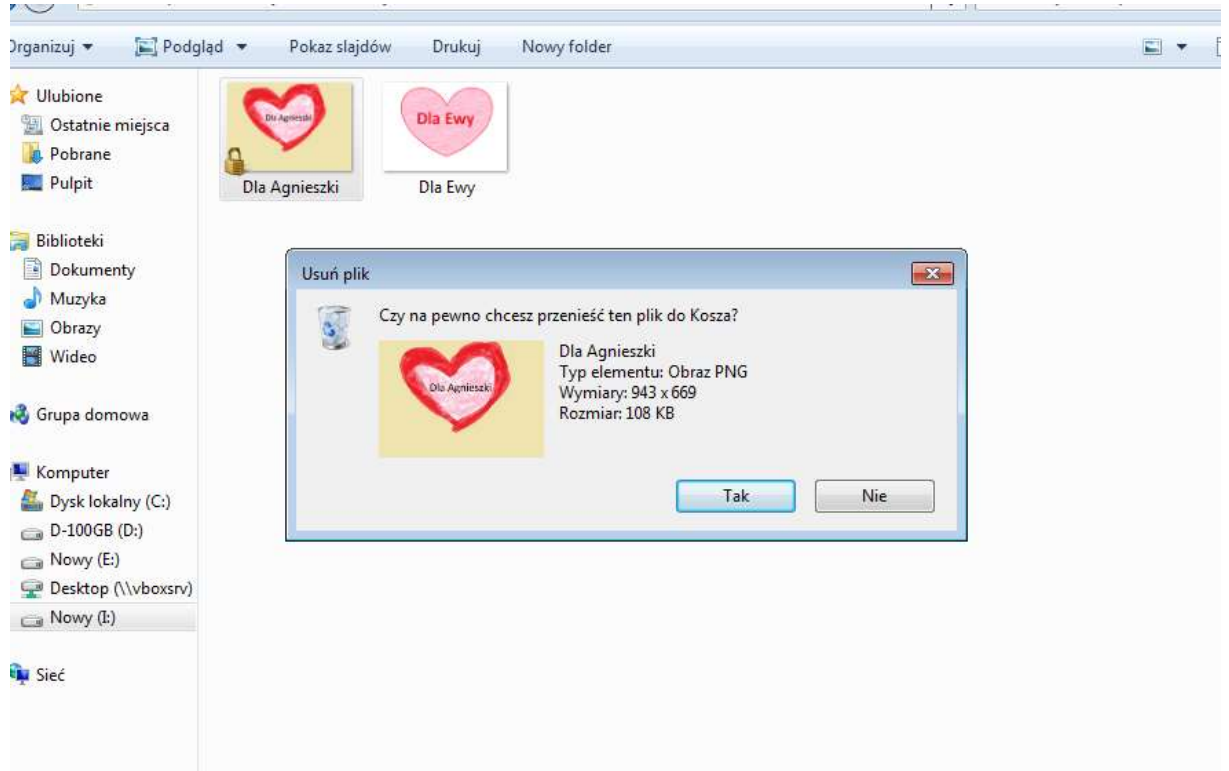 Organizuj
Podgląd
Pokaz slajdów
Drukuj
Nowy folder
Ulubione
Ostatnie miejsca
Pobrane
Pulpit
Biblioteki
Dokumenty
Muzyka
Obrazy
Wideo
Grupa domowa
Komputer
Dysk lokalny (C:)
D-100GB (D:)
Nowy (E:)
Desktop (\\vboxsrv)
Nowy (I:)
Sieć
Dla Agnieszki
Dla Ewy
Dla Agnieszki
Dla Ewy
Usuń plik
Czy na pewno chcesz przenieść ten plik do Kosza?
Dla Agnieszki
Dla Agnieszki
Typ elementu: Obraz PNG
Wymiary: 943 x 669
Rozmiar: 108 KB
Tak
Nie